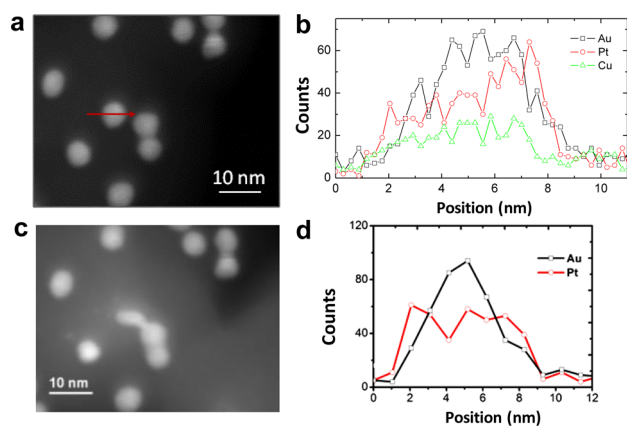 a
10 nm
b
Counts
60
40
20
0
Au
Pt
Cu
0 2 4 6 8 10
Position (nm)
c
10 nm
d
Counts
120
80
40
0
Au
Pt
0 2 4 6 8 10 12
Position (nm)